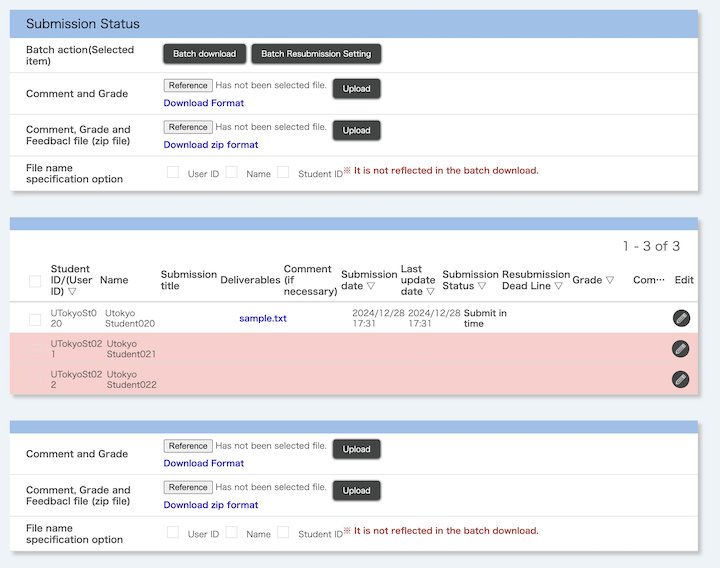 Submission Status
Batch action(Selected
item)
Batch download Batch Resubmission Setting
Comment and Grade
Reference Has not been selected file. Upload
Download Format
Comment, Grade and
Feedbacl file (zip file)
Reference Has not been selected file. Upload
Download zip format
File name
specification option
User ID Name Student ID※ It is not reflected in the batch download.
1 - 3 of 3
Student
ID/(User
ID) ▽
Name
Submission
title
Deliverables
Comment
(if
necessary)
Submission
date ▽
Last
update
date ▽
Submission
Status ▽
Resubmission
Dead Line ▽
Grade ▽
Com…
Edit
UTokyoSt0
20
Utokyo
Student020
sample.txt
2024/12/28
17:31
2024/12/28
17:31
Submit in
time
UTokyoSt02
1
Utokyo
Student021
UTokyoSt02
2
Utokyo
Student022
Comment and Grade
Reference Has not been selected file. Upload
Download Format
Comment, Grade and
Feedbacl file (zip file)
Reference Has not been selected file. Upload
Download zip format
File name
specification option
User ID Name Student ID※ It is not reflected in the batch download.